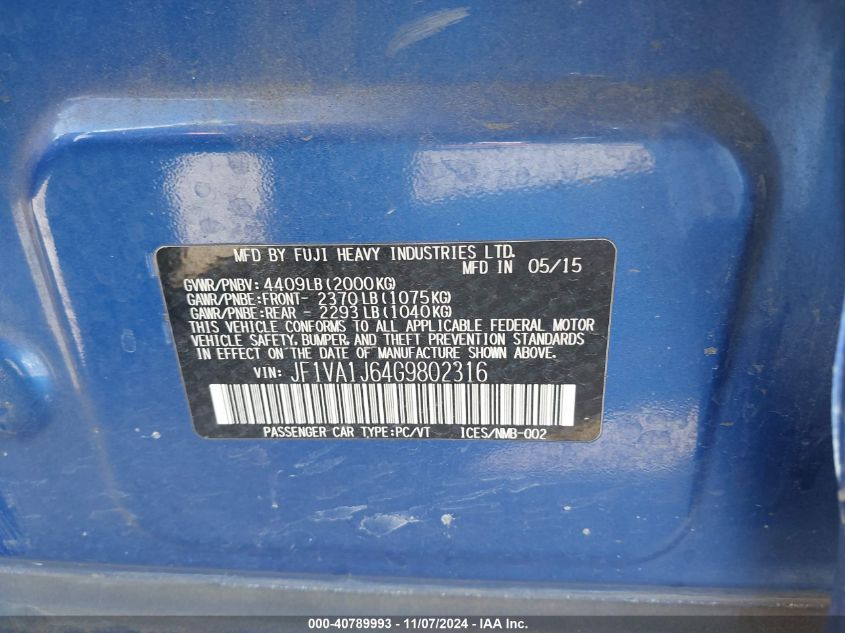 MFD BY FUJI HEAVY INDUSTRIES LTD.
MFD IN 05/15
GVWR/PNBV: 4409LB(2000KG)
GAWR/PNBE:FRONT- 2370LB(1075KG)
GAWR/PNBE:REAR - 2293LB(1040KG)
THIS VEHICLE CONFORMS TO ALL APPLICABLE FEDERAL MOTOR
VEHICLE SAFETY, BUMPER, AND THEFT PREVENTION STANDARDS
IN EFFECT ON THE DATE OF MANUFACTURE SHOWN ABOVE.
VIN: JF1VA1J64G9802316
PASSENGER CAR TYPE:PC/VT ICES/NMB-002
000-40789993 - 11/07/2024 - IAA Inc.